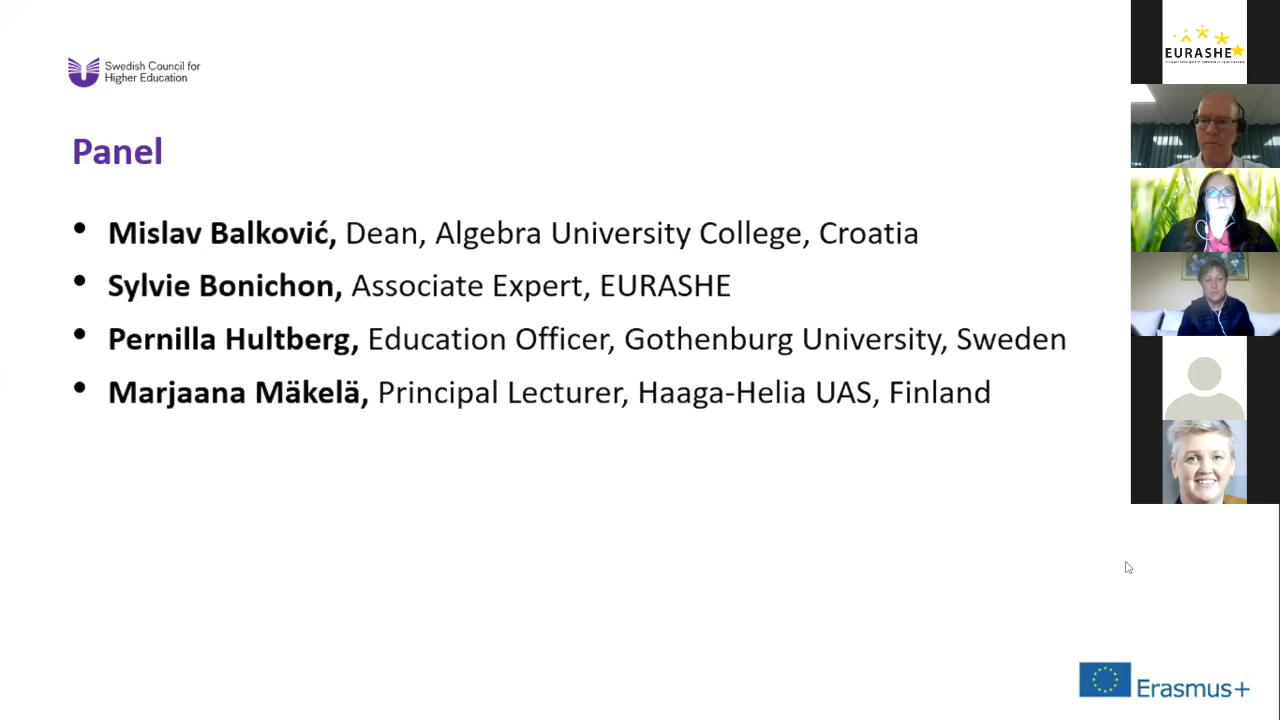 Swedish Council for
Higher Education
Panel
• Mislav Balković, Dean, Algebra University College, Croatia
• Sylvie Bonichon, Associate Expert, EURASHE
• Pernilla Hultberg, Education Officer, Gothenburg University, Sweden
• Marjaana Mäkelä, Principal Lecturer, Haaga-Helia UAS, Finland
EURASHE
Erasmus+